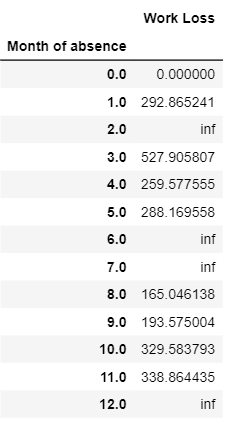 Work Loss
Month of absence
0.0 0.000000
1.0 292.865241
2.0 inf
3.0 527.905807
4.0 259.577555
5.0 288.169558
6.0 inf
7.0 inf
8.0 165.046138
9.0 193.575004
10.0 329.583793
11.0 338.864435
12.0 inf